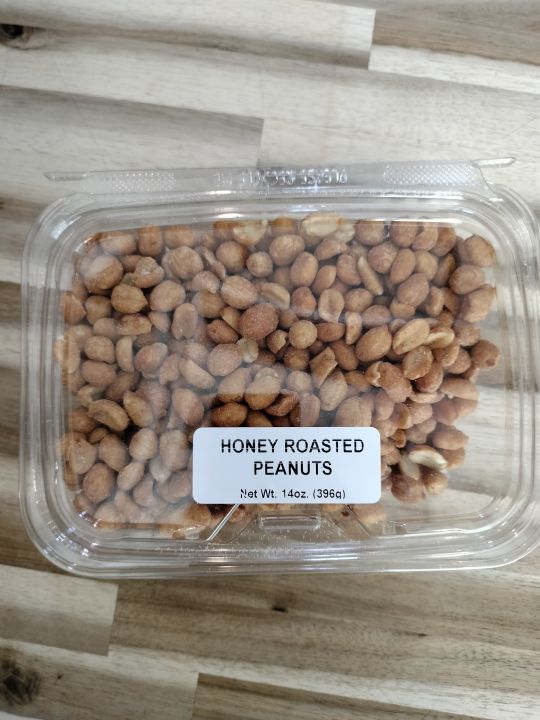 HONEY ROASTED
PEANUTS
Net Wt. 14oz. (396g)